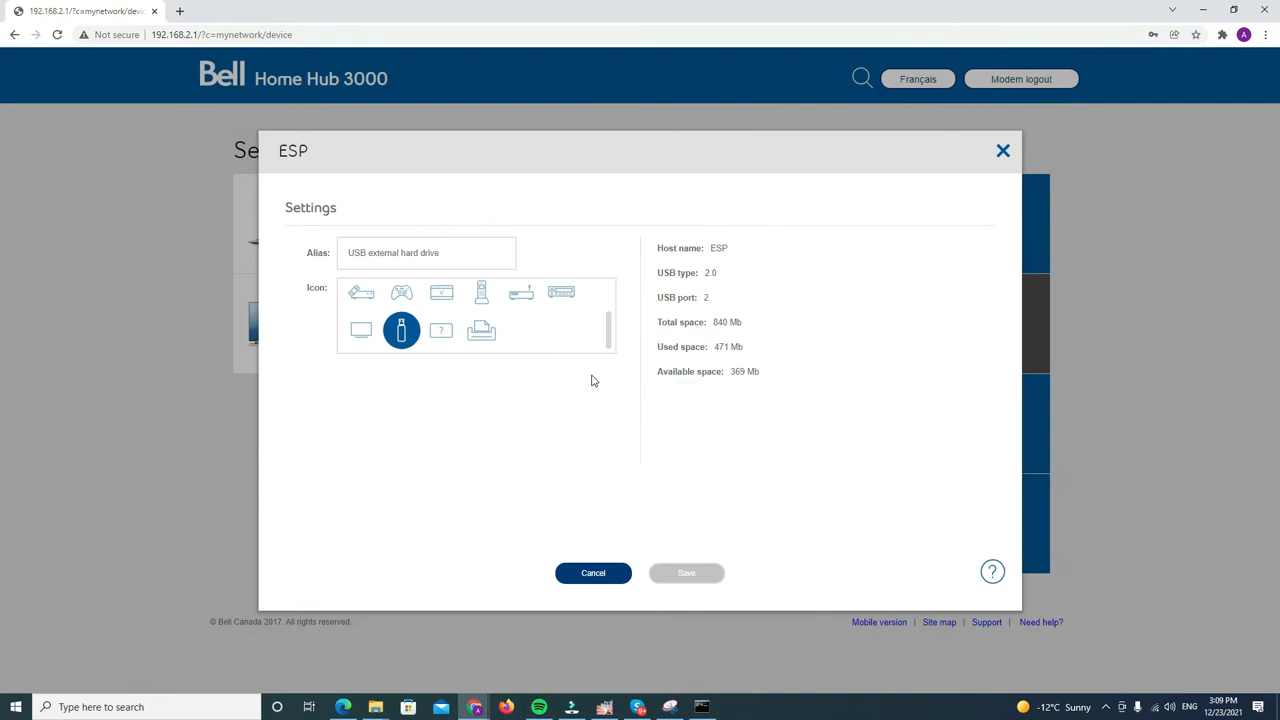 192.168.2.1/?c=mynetwork/device
Not secure
192.168.2.1/?c=mynetwork/device
A
Bell Home Hub 3000
Français
Modem logout
Se
ESP
Settings
Alias:
USB external hard drive
Icon:
V
?
Host name: ESP
USB type: 2.0
USB port: 2
Total space: 840 Mb
Used space: 471 Mb
Available space: 369 Mb
Cancel
Save
?
© Bell Canada 2017. All rights reserved.
Mobile version | Site map | Support | Need help?
Type here to search
-12°C Sunny
ENG
3:09 PM
12/23/2021